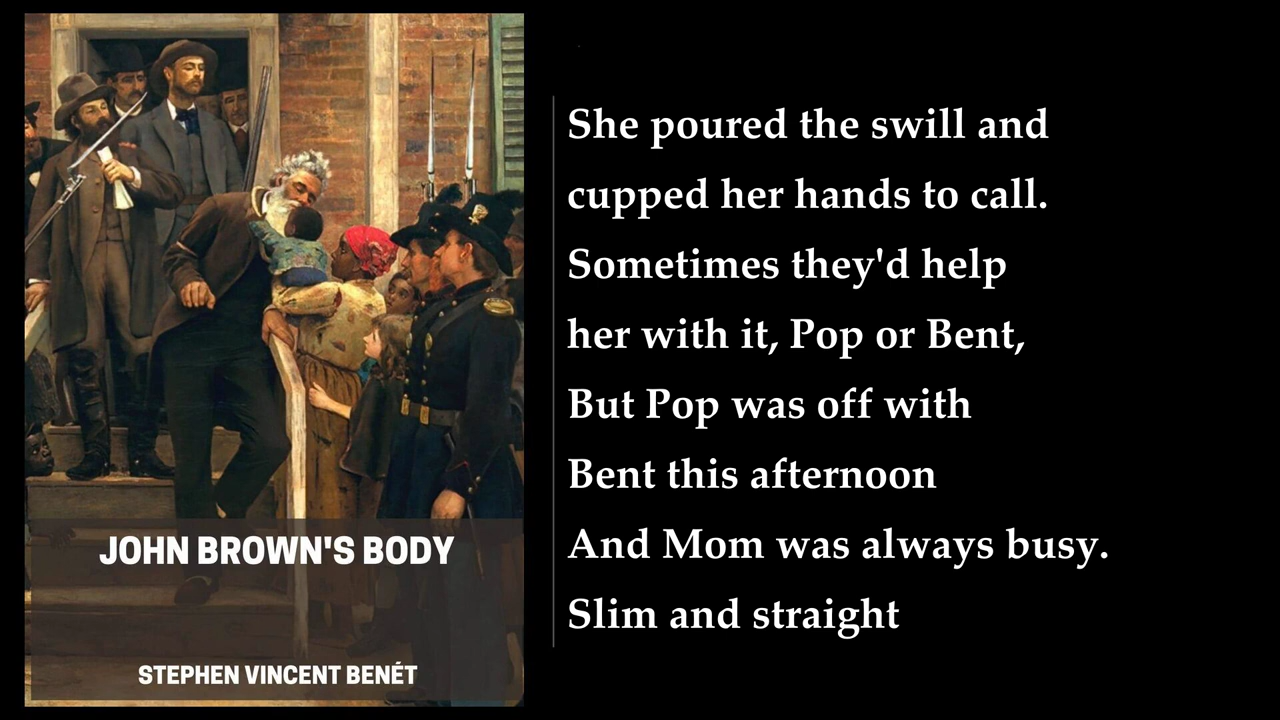 JOHN BROWN'S BODY
STEPHEN VINCENT BENÉT
She poured the swill and
cupped her hands to call.
Sometimes they'd help
her with it, Pop or Bent,
But Pop was off with
Bent this afternoon
And Mom was always busy.
Slim and straight